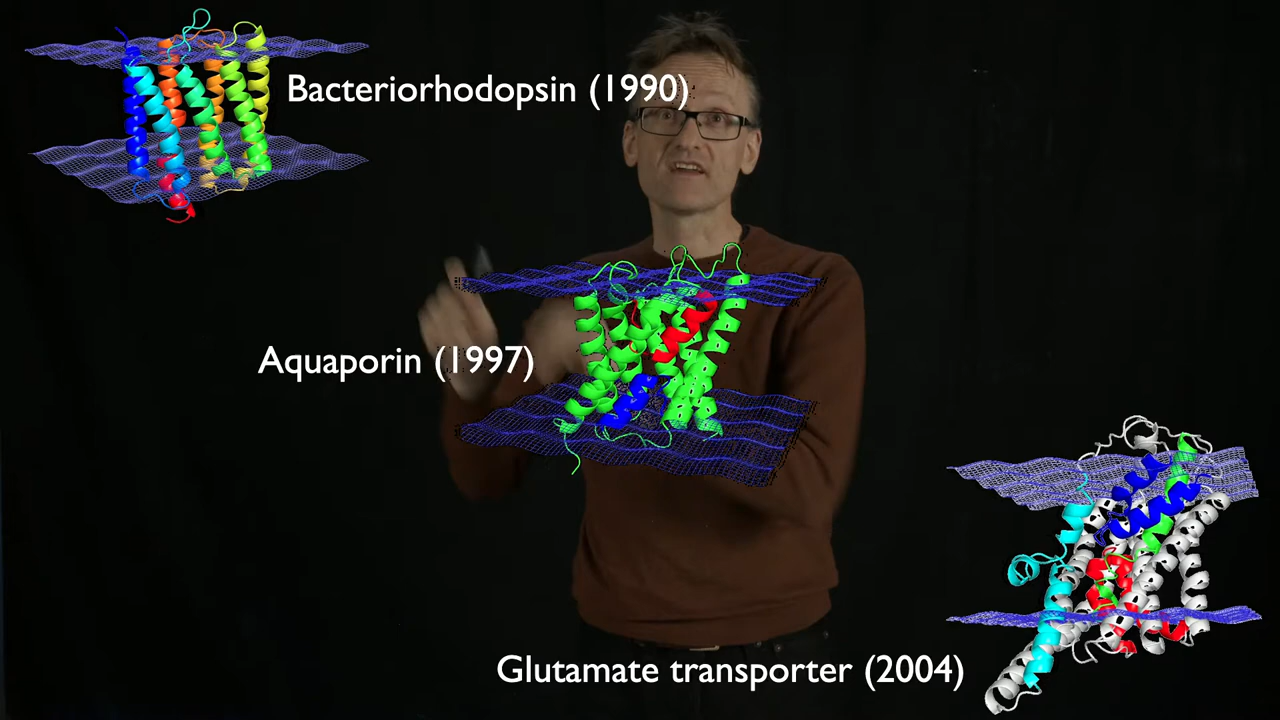 Bacteriorhodopsin (1990)
Aquaporin (1997)
Glutamate transporter (2004)